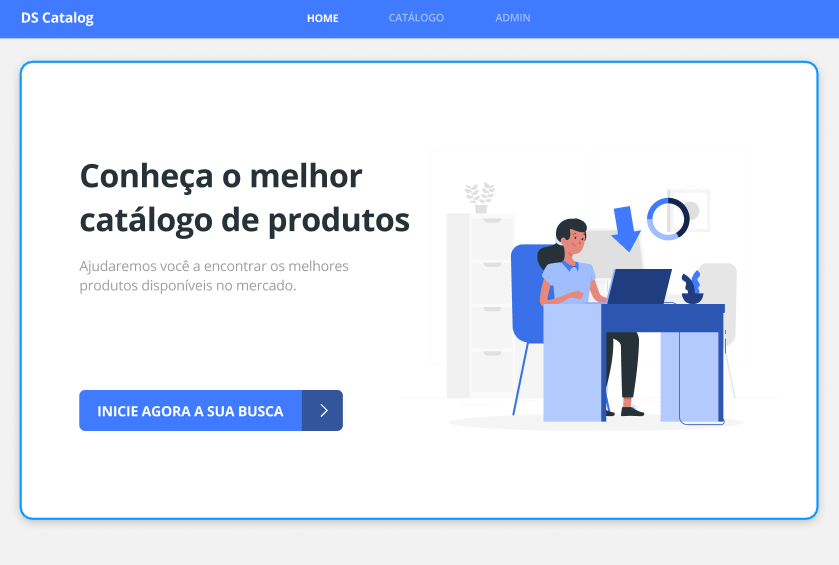 DS Catalog
HOME
CATÁLOGO
ADMIN
Conheça o melhor
catálogo de produtos
Ajudaremos você a encontrar os melhores
produtos disponíveis no mercado.
INICIE AGORA A SUA BUSCA